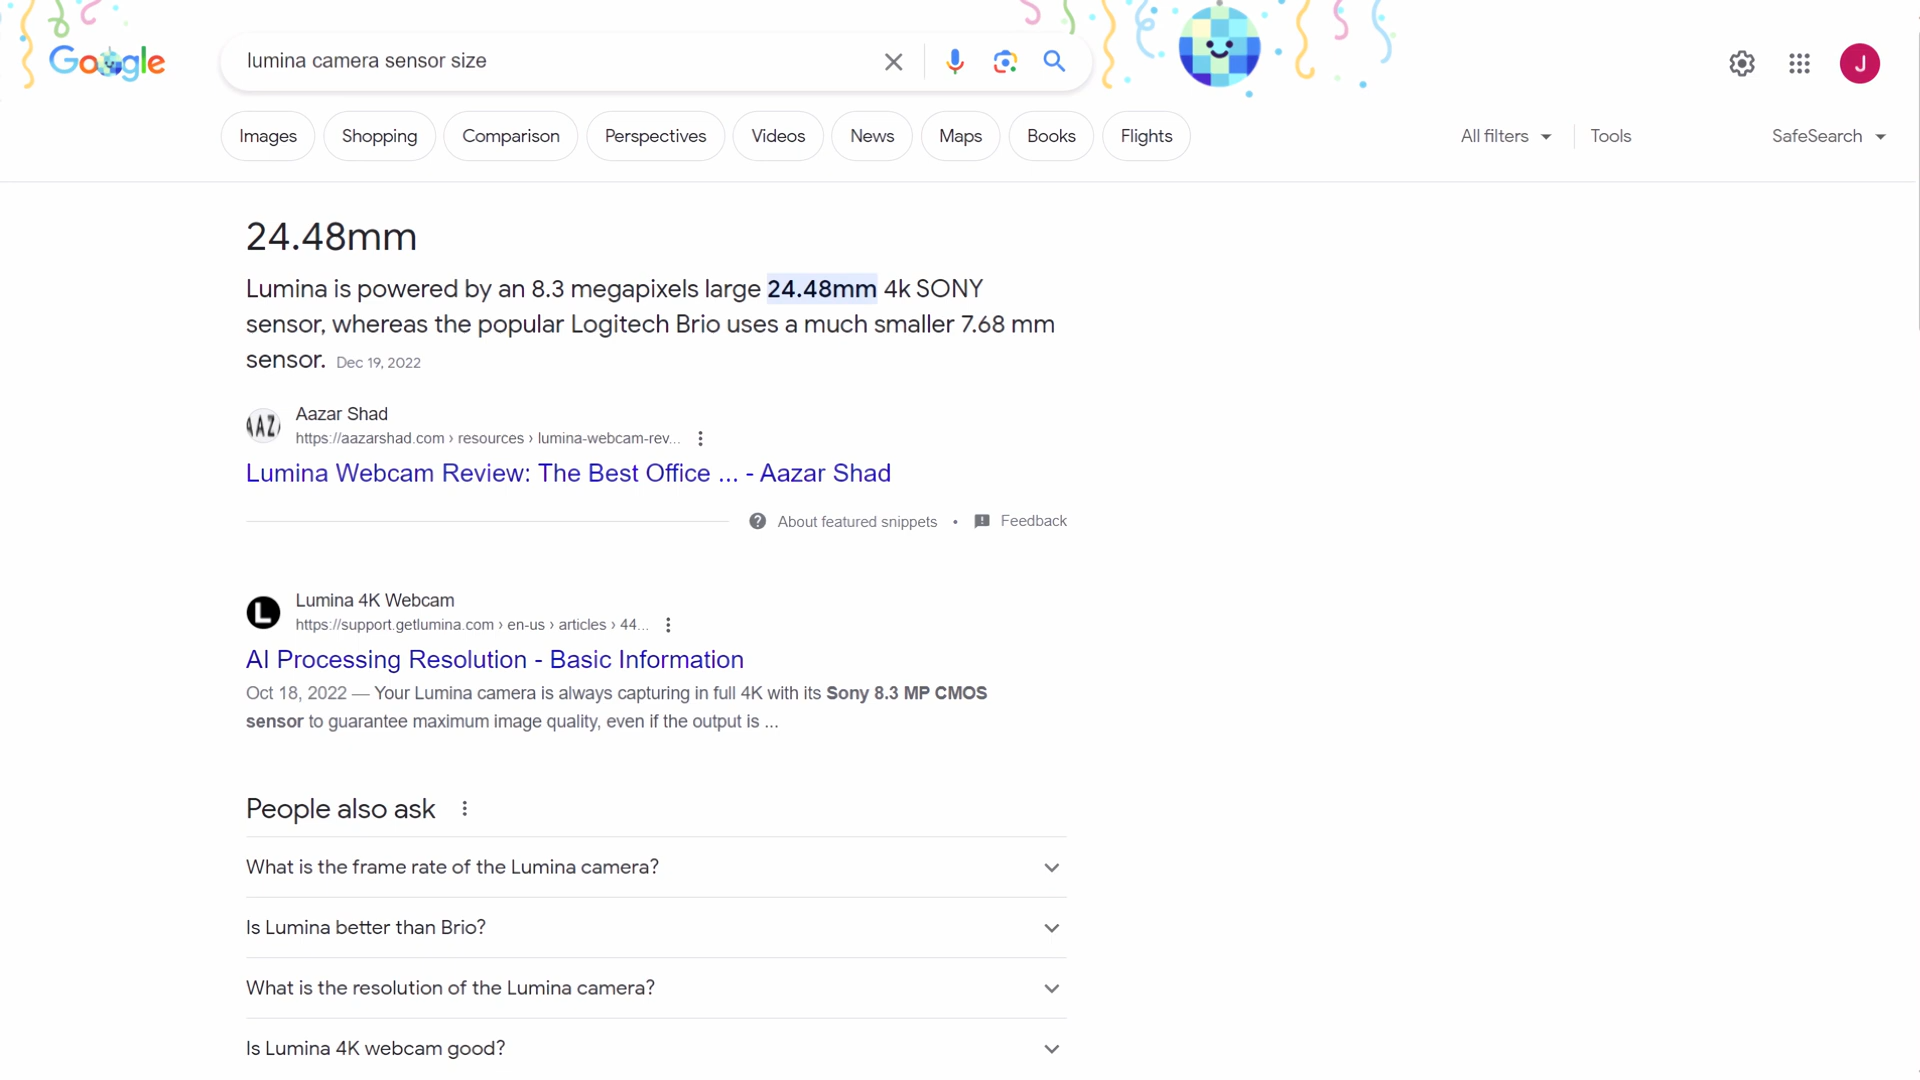 Google
lumina camera sensor size
J
Images
Shopping
Comparison
Perspectives
Videos
News
Maps
Books
Flights
All filters
Tools
SafeSearch
24.48mm
Lumina is powered by an 8.3 megapixels large 24.48mm 4k SONY
sensor, whereas the popular Logitech Brio uses a much smaller 7.68 mm
sensor. Dec 19, 2022
AAZ
Aazar Shad
https://aazarshad.com › resources › lumina-webcam-rev...
Lumina Webcam Review: The Best Office ... - Aazar Shad
About featured snippets • Feedback
L
Lumina 4K Webcam
https://support.getlumina.com › en-us › articles › 44...
AI Processing Resolution - Basic Information
Oct 18, 2022 — Your Lumina camera is always capturing in full 4K with its Sony 8.3 MP CMOS
sensor to guarantee maximum image quality, even if the output is ...
People also ask
What is the frame rate of the Lumina camera?
Is Lumina better than Brio?
What is the resolution of the Lumina camera?
Is Lumina 4K webcam good?